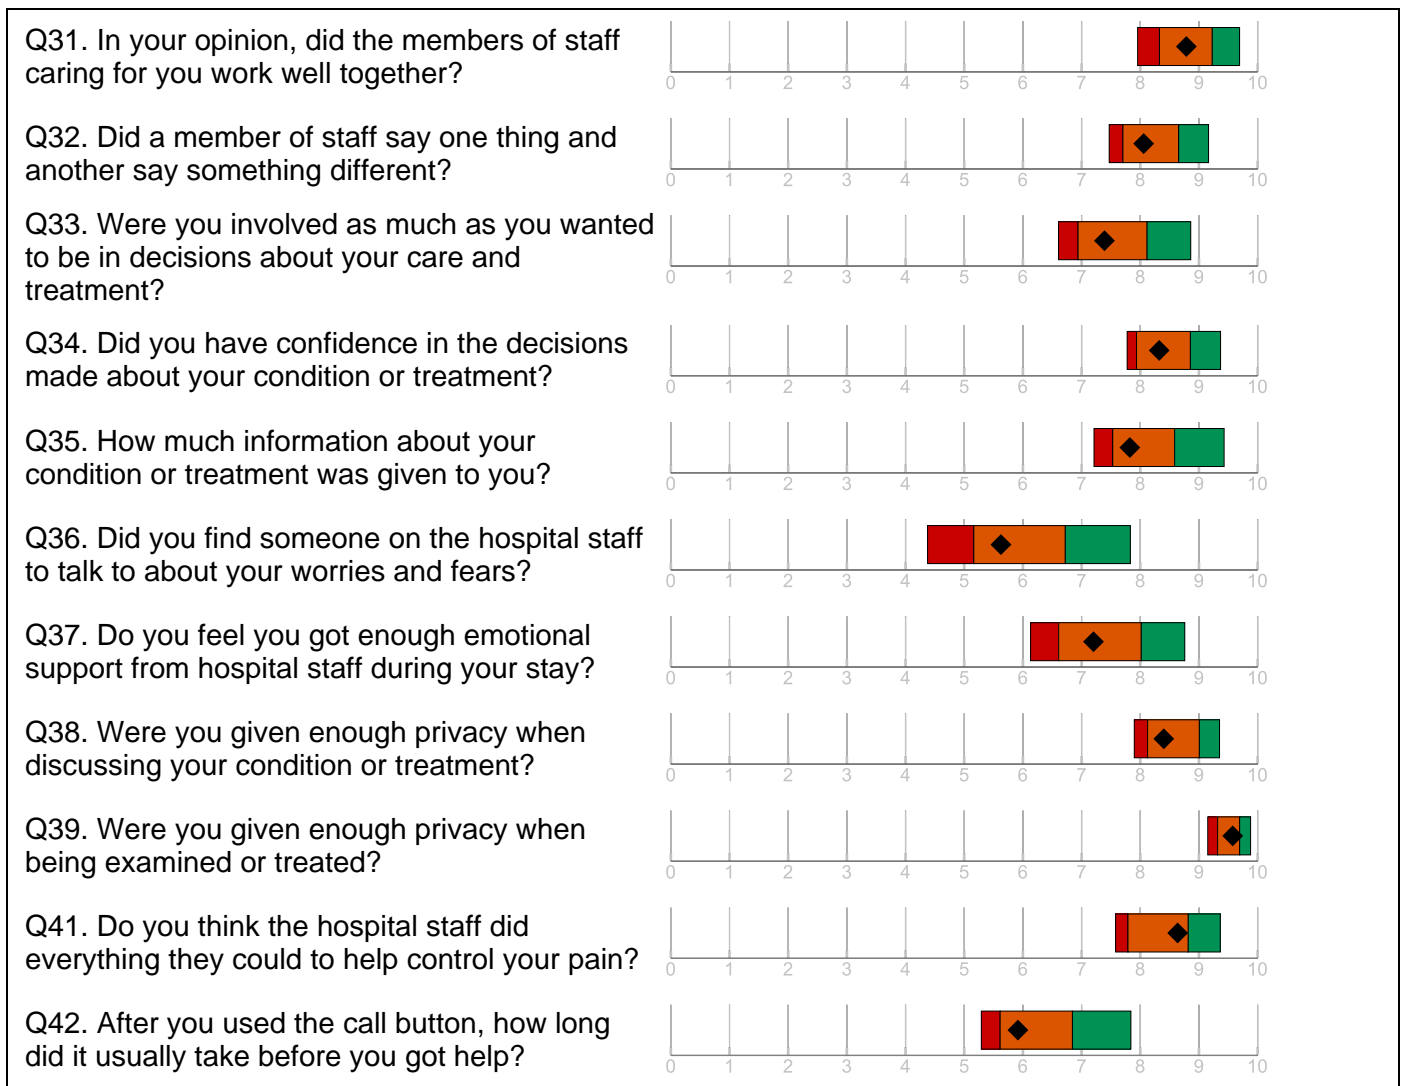 Q31. In your opinion, did the members of staff
caring for you work well together?
0 1 2 3 4 5 6 7 8 9 10
Q32. Did a member of staff say one thing and
another say something different?
0 1 2 3 4 5 6 7 8 9 10
Q33. Were you involved as much as you wanted
to be in decisions about your care and
treatment?
0 1 2 3 4 5 6 7 8 9 10
Q34. Did you have confidence in the decisions
made about your condition or treatment?
0 1 2 3 4 5 6 7 8 9 10
Q35. How much information about your
condition or treatment was given to you?
0 1 2 3 4 5 6 7 8 9 10
Q36. Did you find someone on the hospital staff
to talk to about your worries and fears?
0 1 2 3 4 5 6 7 8 9 10
Q37. Do you feel you got enough emotional
support from hospital staff during your stay?
0 1 2 3 4 5 6 7 8 9 10
Q38. Were you given enough privacy when
discussing your condition or treatment?
0 1 2 3 4 5 6 7 8 9 10
Q39. Were you given enough privacy when
being examined or treated?
0 1 2 3 4 5 6 7 8 9 10
Q41. Do you think the hospital staff did
everything they could to help control your pain?
0 1 2 3 4 5 6 7 8 9 10
Q42. After you used the call button, how long
did it usually take before you got help?
0 1 2 3 4 5 6 7 8 9 10